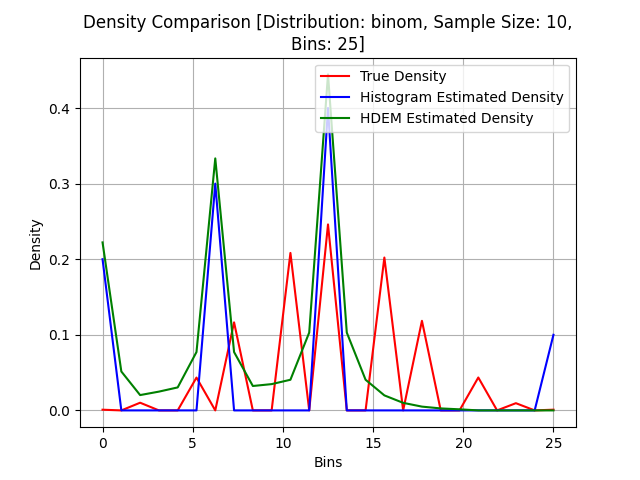 Density Comparison [Distribution: binom, Sample Size: 10,
Bins: 25]
True Density
Histogram Estimated Density
HDEM Estimated Density
Density
0.4
0.3
0.2
0.1
0.0
0 5 10 15 20 25
Bins